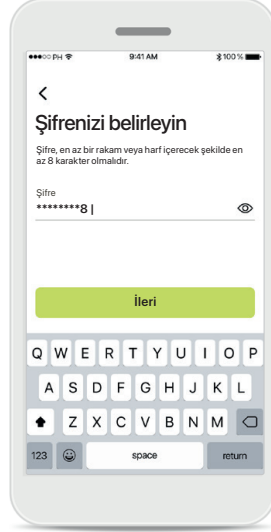 PH 9:41 AM 100 %
Şifrenizi belirleyin
Şifre, en az bir rakam veya harf içerecek şekilde en
az 8 karakter olmalıdır.
Şifre
********8 |
İleri
Q W E R T Y U I O P
A S D F G H J K L
Z X C V B N M
123 space return